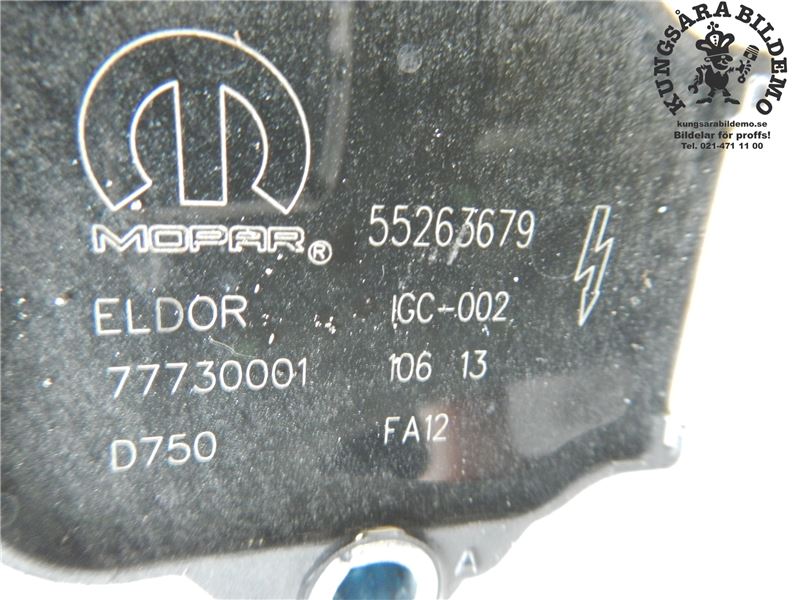 KUNGSÅRA BILDEMO
kungsarabildemo.se
Bildelar för proffs!
Tel. 021-471 11 00
MOPAR®
55263679
ELDOR
IGC-002
77730001
106 13
D750
FA12
A